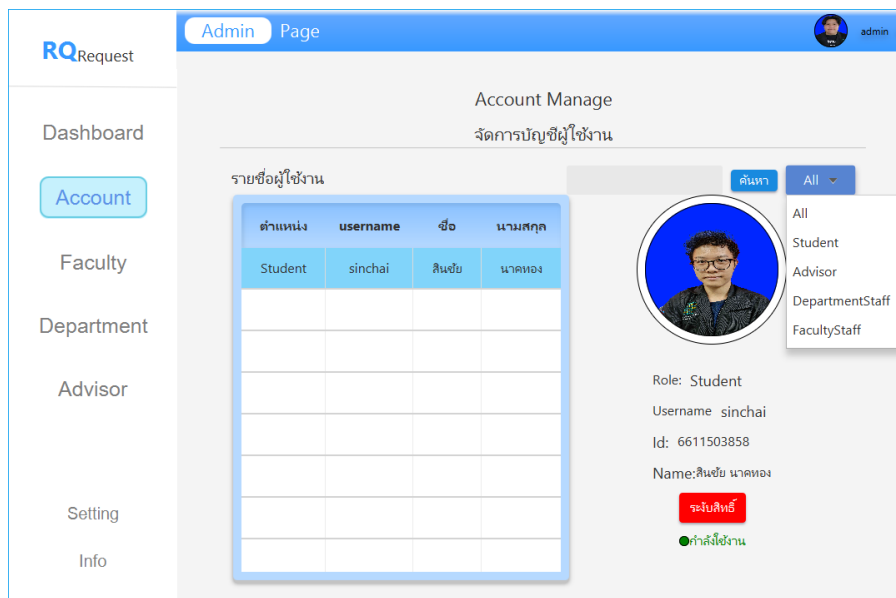 RQRequest
Admin Page
admin
Dashboard
Account
Faculty
Department
Advisor
Setting
Info
Account Manage
จัดการบัญชีผู้ใช้งาน
รายชื่อผู้ใช้งาน
ค้นหา
All
All
Student
Advisor
DepartmentStaff
FacultyStaff
ตำแหน่ง username ชื่อ นามสกุล
Student sinchai สินชัย นาคทอง
Role: Student
Username sinchai
Id: 6611503858
Name:สินชัย นาคทอง
ระงับสิทธิ์
กำลังใช้งาน